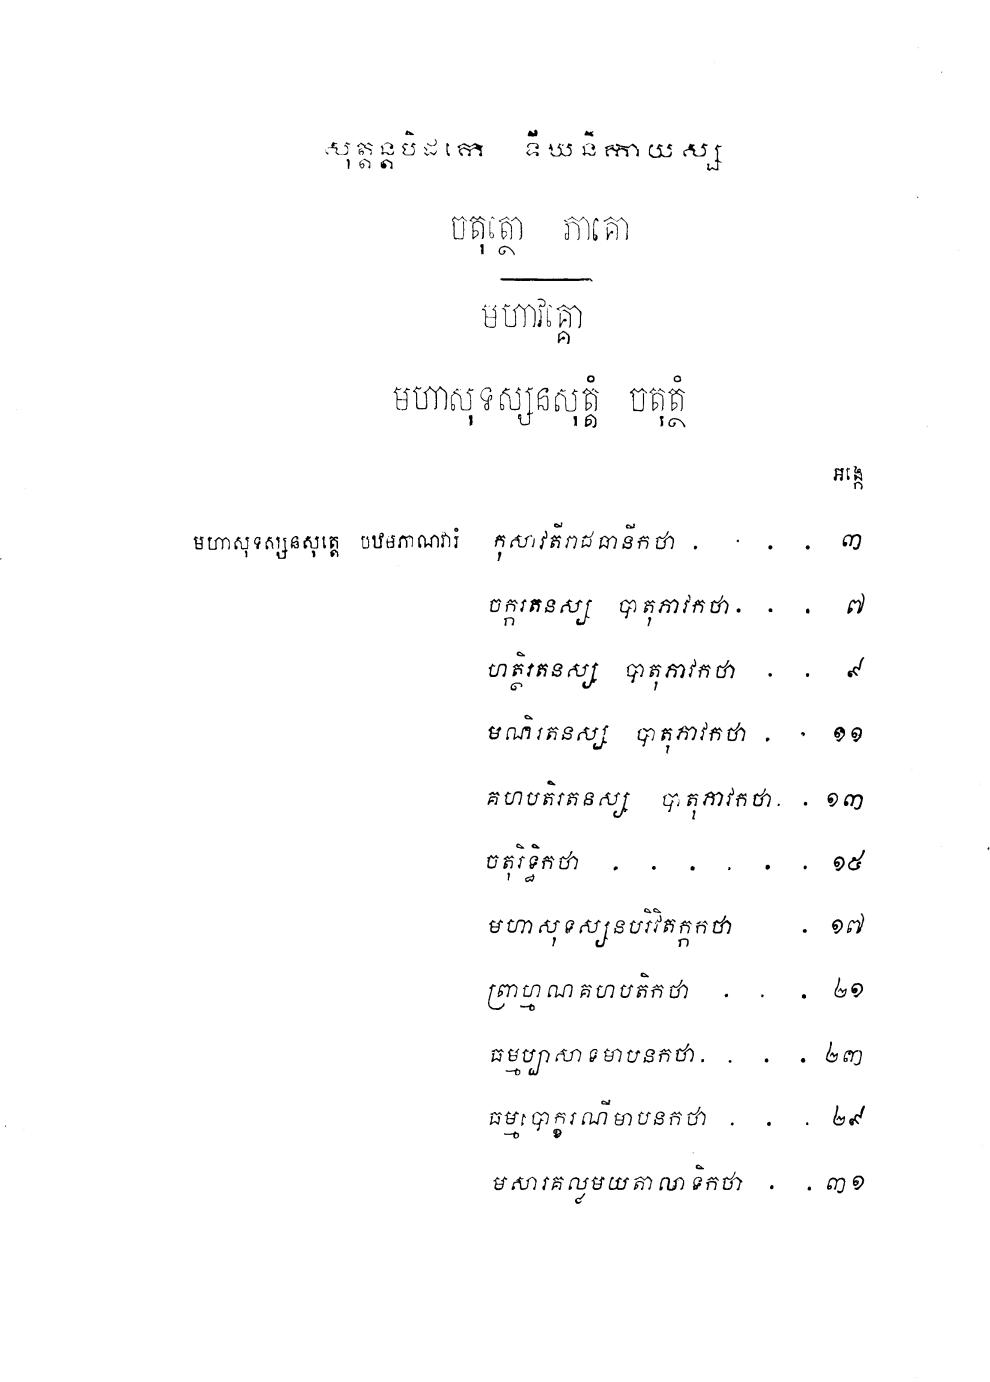 សុត្តន្តបិដកេ ទីឃនិកាយស្ស
ចតុត្ថោ ភាគោ
មហាវគ្គោ
មហាសុទស្សនសុត្តំ ចតុត្ថំ
អង្កេ
មហាសុទស្សនសុត្តេ បឋមភាណវារំ កុសាវតីរាជធានីកថា . . . . ៣
ចក្ករតនស្ស បាតុភាវកថា . . . ៧
ហត្ថិរតនស្ស បាតុភាវកថា . . ៩
មណិរតនស្ស បាតុភាវកថា . . ១១
គហបតិរតនស្ស បាតុភាវកថា . . ១៣
ចតុរិទ្ធិកថា . . . . . . ១៥
មហាសុទស្សនបរិវិតក្កកថា . ១៧
ព្រាហ្មណគហបតិកថា . . . ២១
ធម្មប្បាសាទមាបនកថា . . . . ២៣
ធម្មបោក្ខរណីមាបនកថា . . . ២៩
មសារគល្លមយតាលាទិកថា . . ៣១